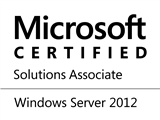 Microsoft
CERTIFIED
Solutions Associate
Windows Server 2012